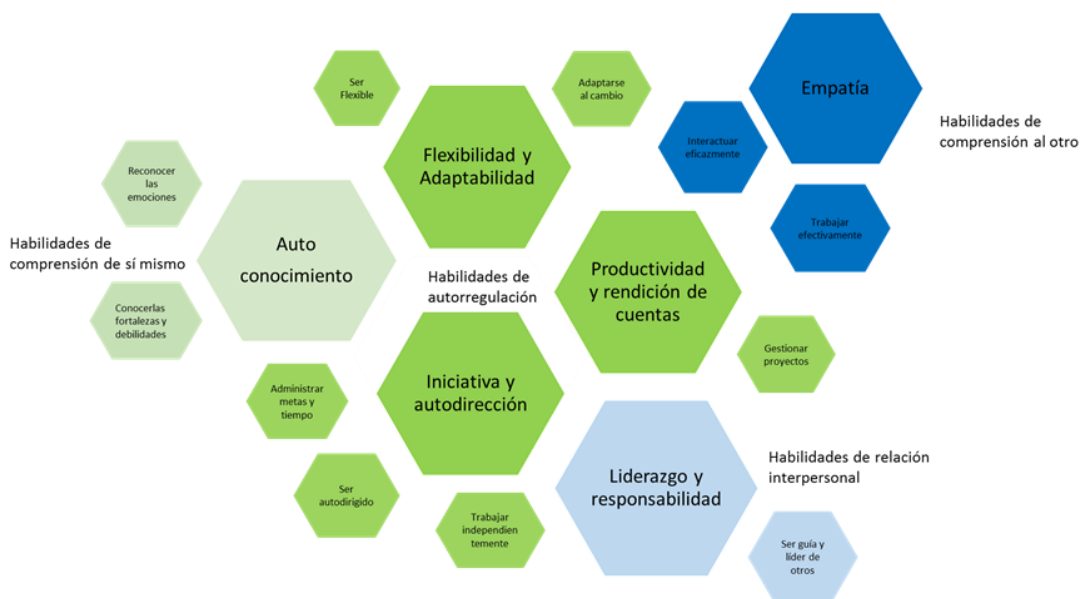 Ser
Flexible
Adaptarse
al cambio
Empatía
Flexibilidad y
Adaptabilidad
Interactuar
eficazmente
Habilidades de
comprensión al otro
Reconocer
las
emociones
Trabajar
efectivamente
Habilidades de
comprensión de sí mismo
Auto
conocimiento
Habilidades de
autorregulación
Productividad
y rendición de
cuentas
Conocerlas
fortalezas y
debilidades
Gestionar
proyectos
Administrar
metas y
tiempo
Iniciativa y
autodirección
Ser
autodirigido
Trabajar
independien
temente
Liderazgo y
responsabilidad
Habilidades de relación
interpersonal
Ser guía y
líder de
otros